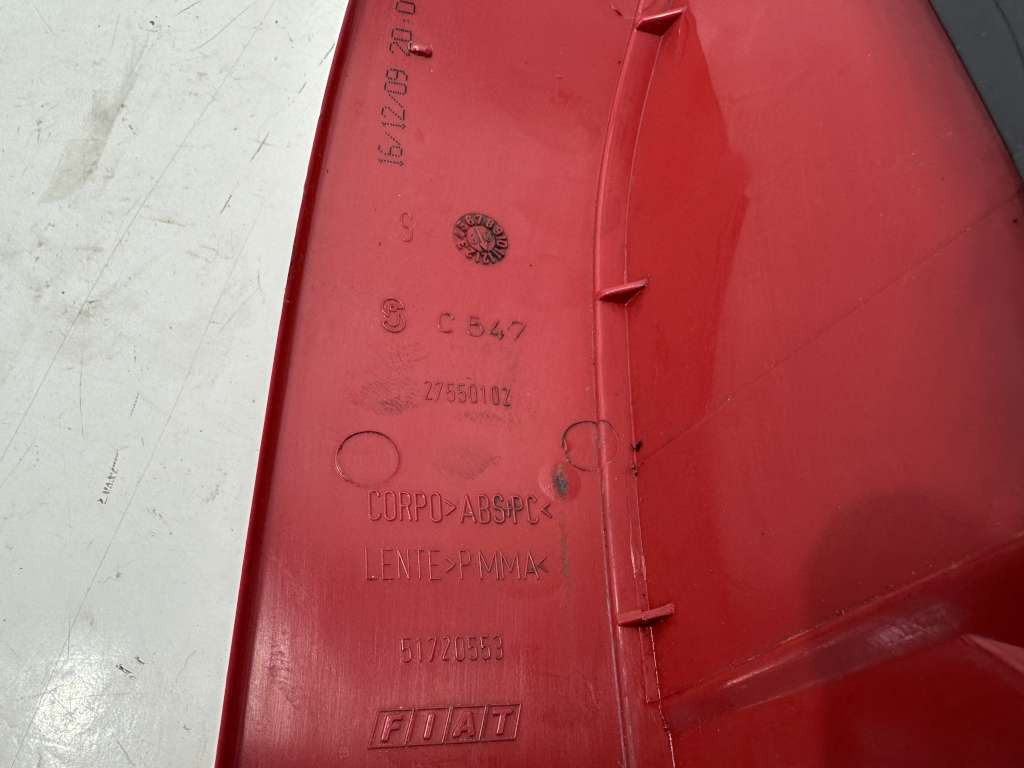 16/12/09 20:0
S
C 547
27550102
CORPO>ABS+PC<
LENTE>PMMA<
51720553
FIAT